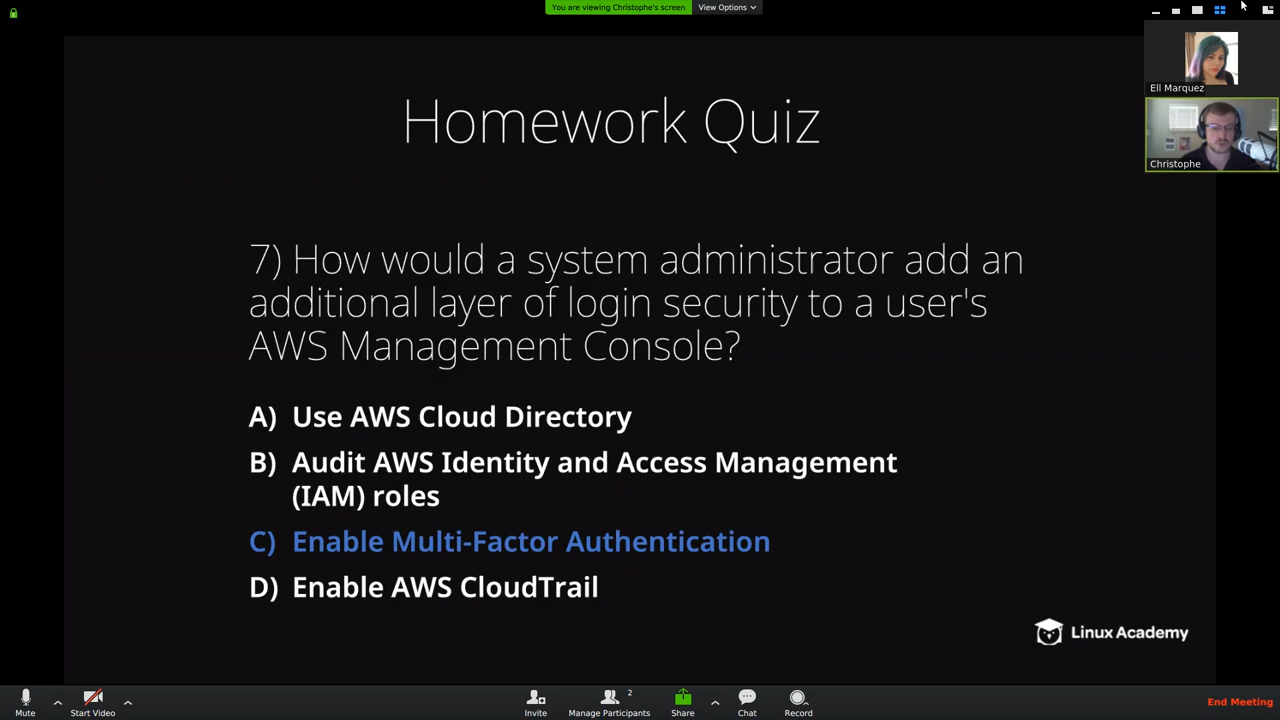 You are viewing Christophe's screen View Options
Ell Marquez
Christophe
Homework Quiz
7) How would a system administrator add an
additional layer of login security to a user's
AWS Management Console?
A) Use AWS Cloud Directory
B) Audit AWS Identity and Access Management
(IAM) roles
C) Enable Multi-Factor Authentication
D) Enable AWS CloudTrail
Linux Academy
Mute Start Video Invite Manage Participants 2 Share Chat Record End Meeting